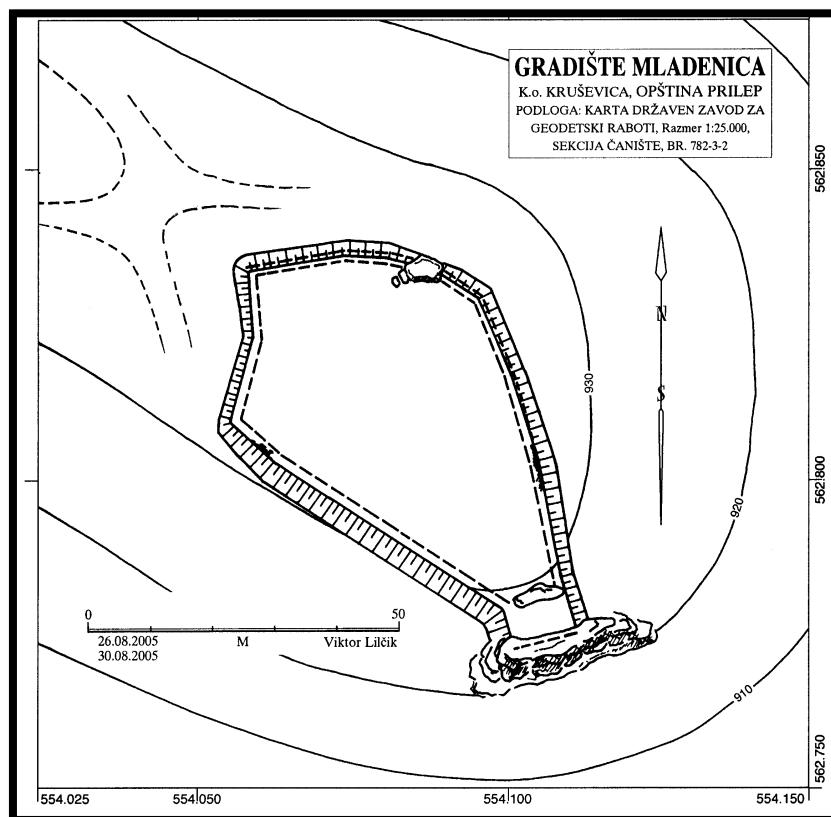 GRADIŠTE MLADENICA
K.o. KRUŠEVICA, OPŠTINA PRILEP
PODLOGA: KARTA DRŽAVEN ZAVOD ZA
GEODETSKI RABOTI, Razmer 1:25.000,
SEKCIJA ČANIŠTE, BR. 782-3-2
562.850
N
S
930
562.800
920
0 50
26.08.2005 M Viktor Lilčik
30.08.2005
910
562.750
554.025 554.050 554.100 554.150